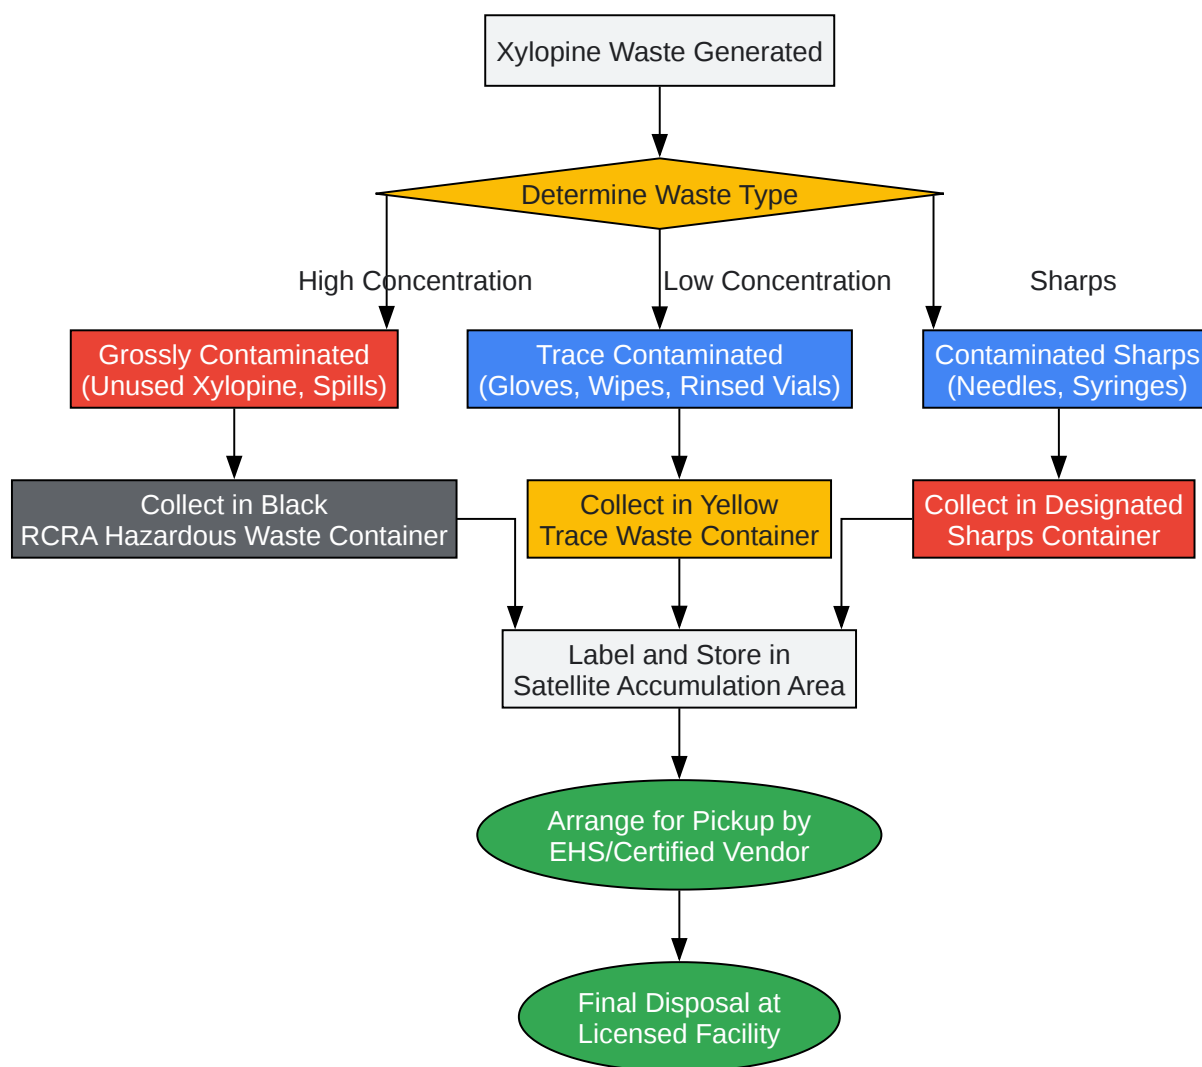 Xylopine Waste Generated
Determine Waste Type
High Concentration
Low Concentration
Sharps
Grossly Contaminated
(Unused Xylopine, Spills)
Trace Contaminated
(Gloves, Wipes, Rinsed Vials)
Contaminated Sharps
(Needles, Syringes)
Collect in Black
RCRA Hazardous Waste Container
Collect in Yellow
Trace Waste Container
Collect in Designated
Sharps Container
Label and Store in
Satellite Accumulation Area
Arrange for Pickup by
EHS/Certified Vendor
Final Disposal at
Licensed Facility